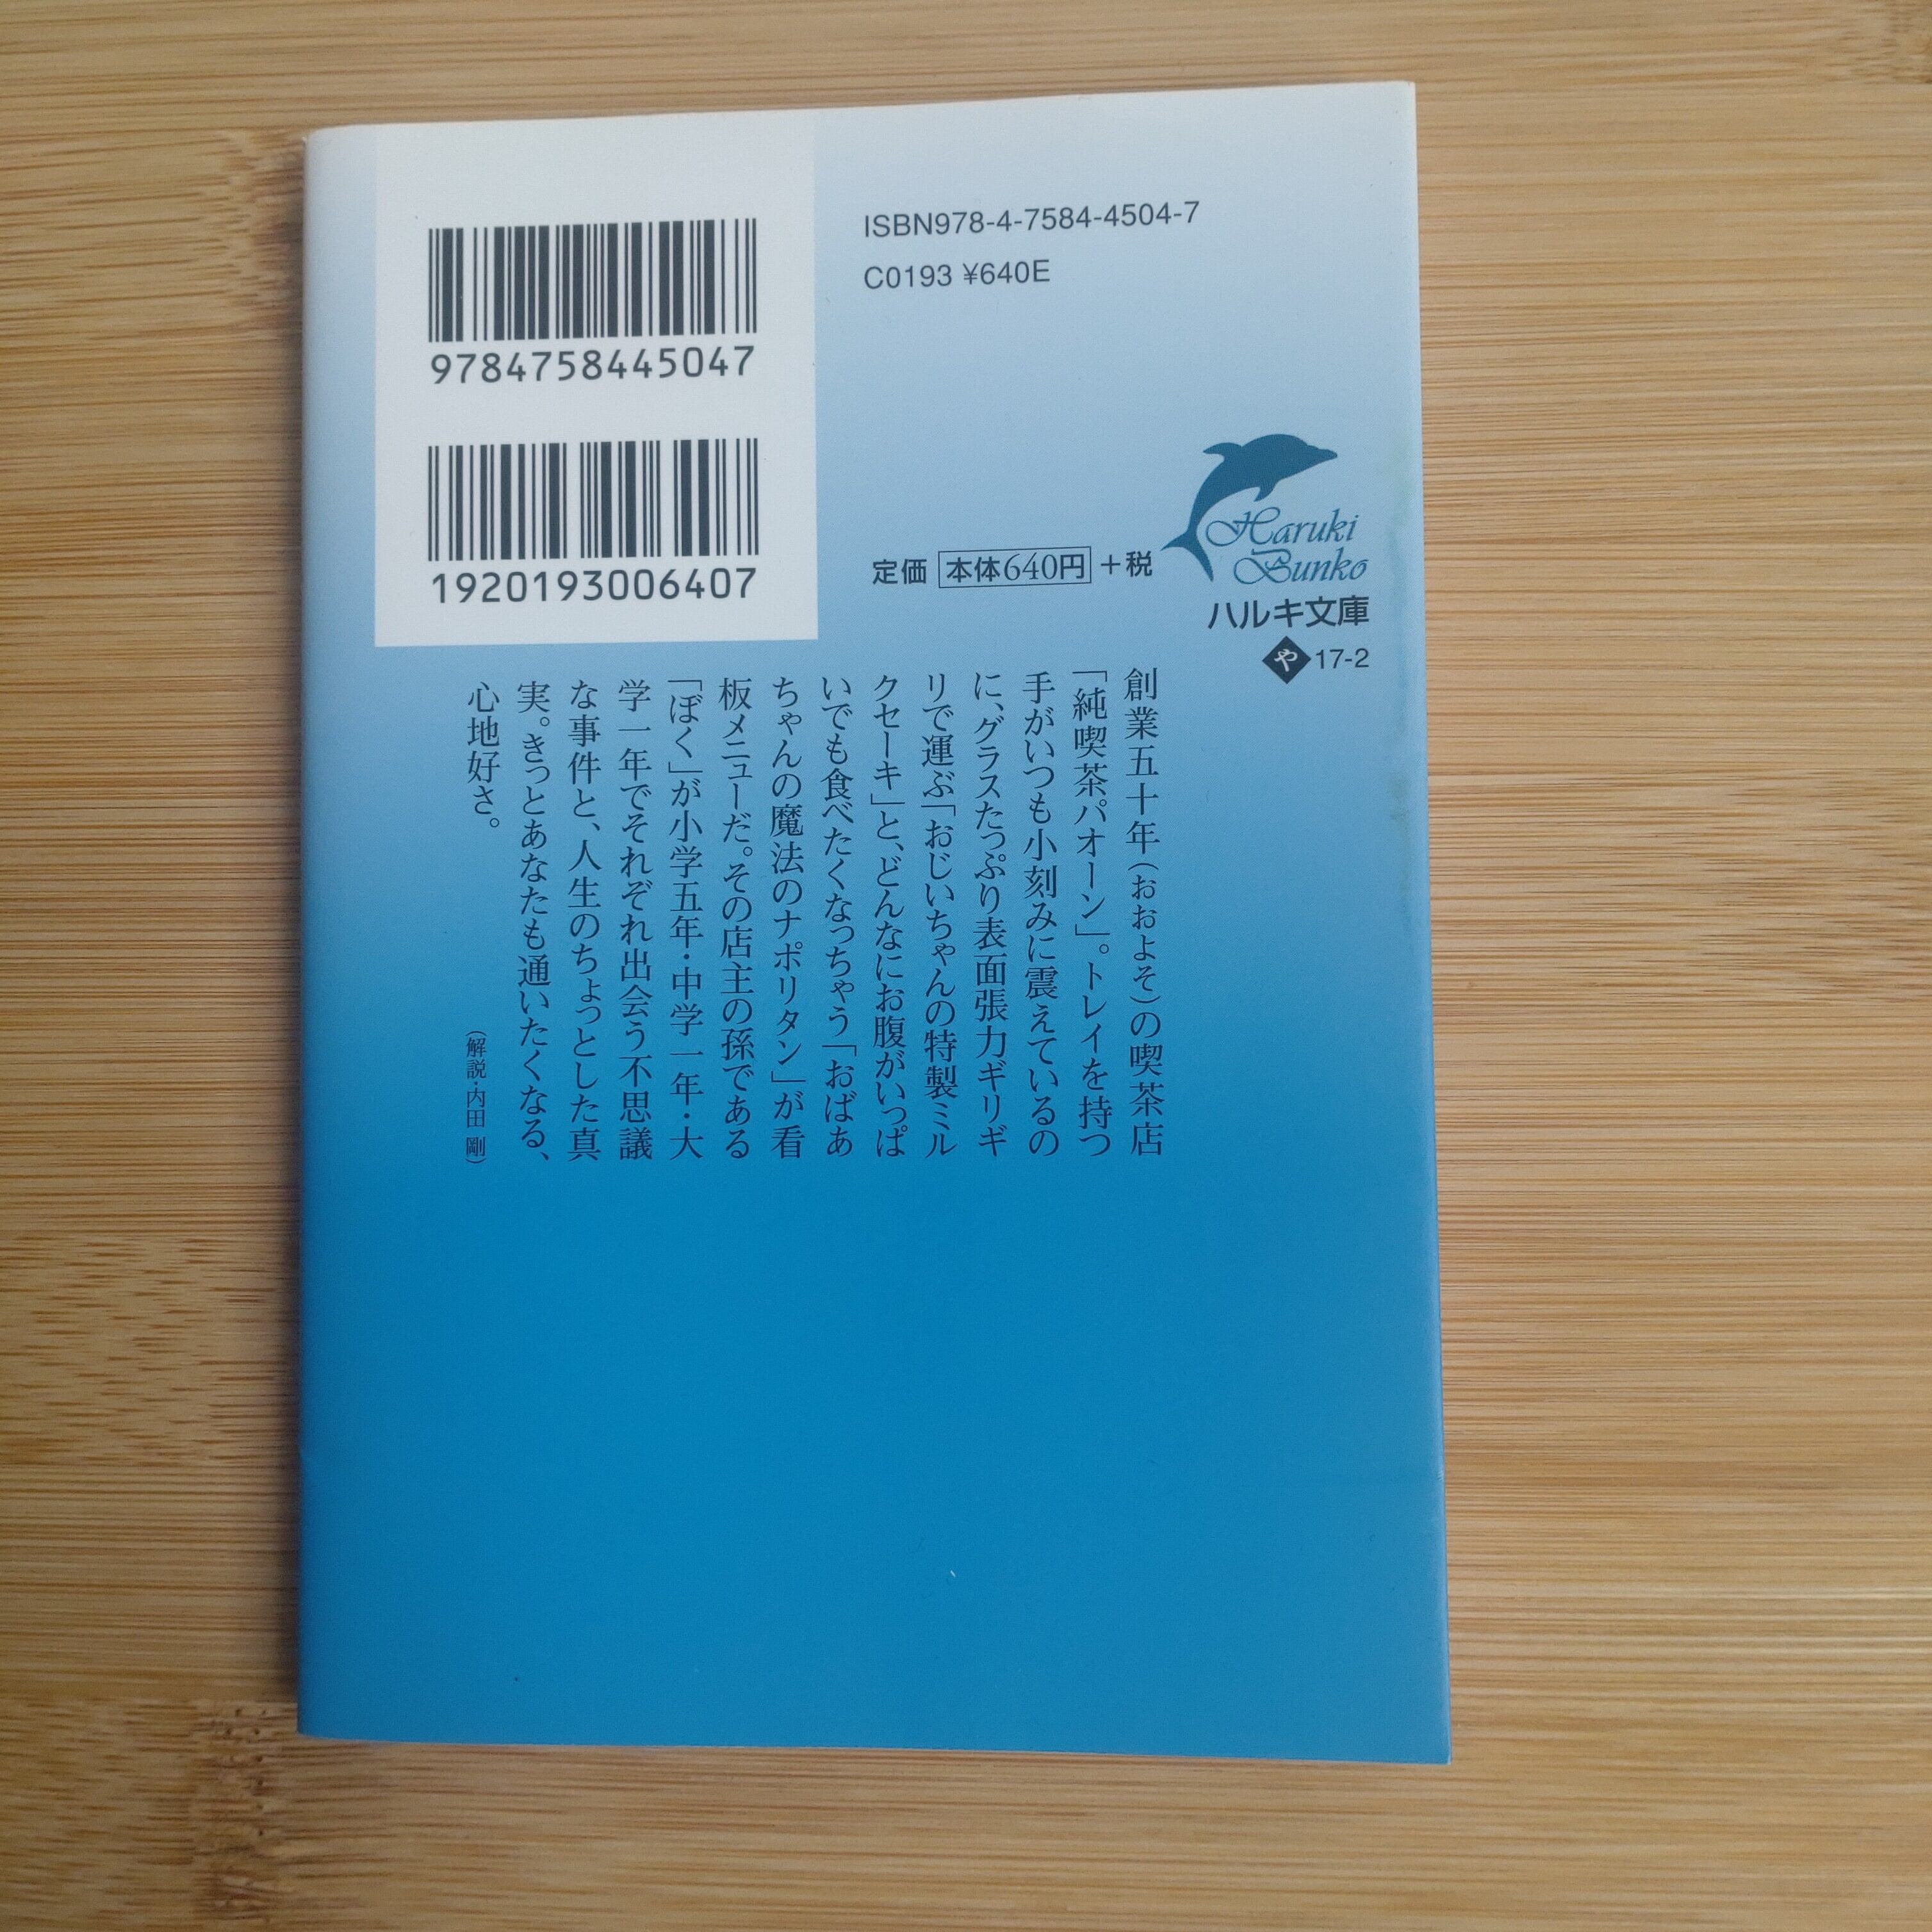 9784758445047
1920193006407
ISBN978-4-7584-4504-7
C0193 ¥640E
定価 本体640円 +税
Haruki
Bunko
ハルキ文庫
や 17-2
創業五十年(おおよそ)の喫茶店
「純喫茶パオーン」。トレイを持つ
手がいつも小刻みに震えているの
に、グラスたっぷり表面張力ギリギ
リで運ぶ「おじいちゃんの特製ミル
クセーキ」と、どんなにお腹がいっぱ
いでも食べたくなっちゃう「おばあ
ちゃんの魔法のナポリタン」が看
板メニューだ。その店主の孫である
「ぼく」が小学五年・中学一年・大
学一年でそれぞれ出会う不思議
な事件と、人生のちょっとした真
実。きっとあなたも通いたくなる、
心地好さ。
(解説・内田 剛)